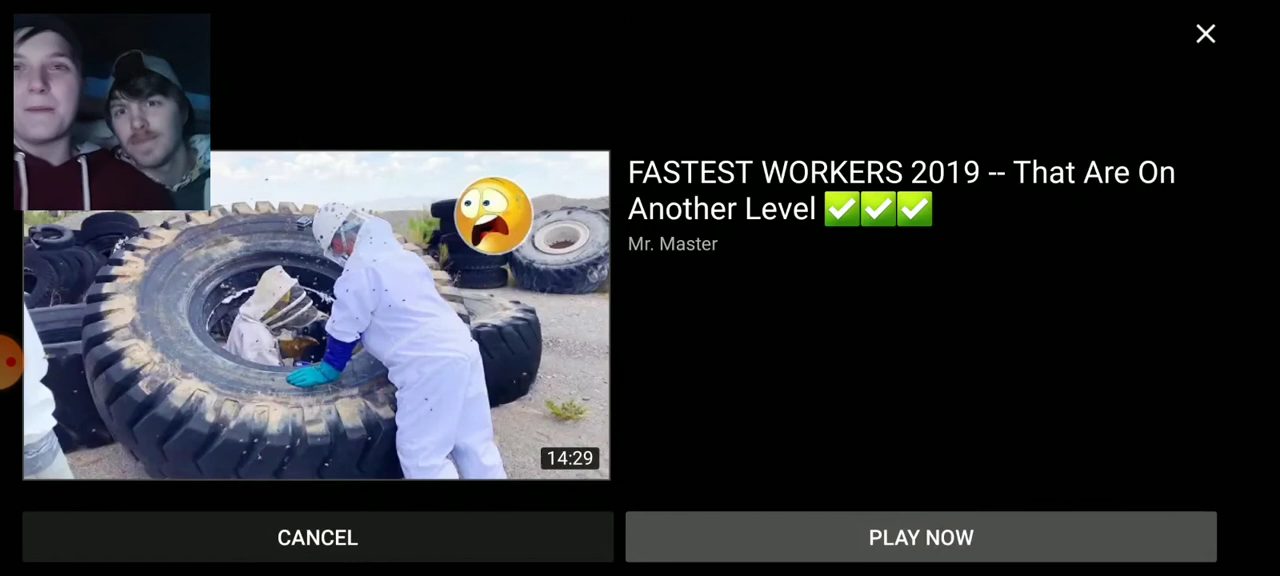 FASTEST WORKERS 2019 -- That Are On
Another Level ✅✅✅
Mr. Master
14:29
CANCEL
PLAY NOW